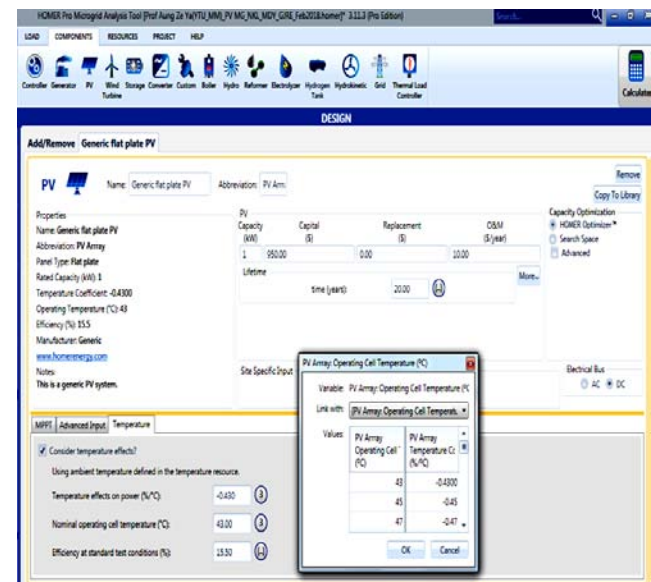 HOMER Pro Microgrid Analysis Tool [Prof Aung Ze Ya(YTU_MM)_PV MG_NKL_MDY_GIRE_Feb2018.homer]* 3.11.3 (Pro Edition)
Search...
LOAD COMPONENTS RESOURCES PROJECT HELP
Controller Generator PV Wind Turbine Storage Converter Custom Boiler Hydro Reformer Electrolyzer Hydrogen Tank Hydrokinetic Grid Thermal Load Controller
Calculate
DESIGN
Add/Remove Generic flat plate PV
PV
Name: Generic flat plate PV
Abbreviation: PV Arra
Remove
Copy To Library
Properties
Name: Generic flat plate PV
Abbreviation: PV Array
Panel Type: Flat plate
Rated Capacity (kW): 1
Temperature Coefficient: -0.4300
Operating Temperature (°C): 43
Efficiency (%): 15.5
Manufacturer: Generic
www.homerenergy.com
Notes:
This is a generic PV system.
PV
Capacity (kW) Capital ($) Replacement ($) O&M ($/year)
1 950.00 0.00 10.00
Lifetime
time (years): 20.00
More...
Site Specific Input
Capacity Optimization
HOMER Optimizer™
Search Space
Advanced
Electrical Bus
AC DC
MPPT Advanced Input Temperature
Consider temperature effects?
Using ambient temperature defined in the temperature resource.
Temperature effects on power (%/°C): -0.430
Nominal operating cell temperature (°C): 43.00
Efficiency at standard test conditions (%): 15.50
PV Array: Operating Cell Temperature (°C)
Variable: PV Array: Operating Cell Temperature (°C
Link with: (PV Array: Operating Cell Temperatu
Values:
PV Array Operating Cell (°C)
PV Array Temperature Cc (%/°C)
43 -0.4300
45 -0.45
47 -0.47
OK Cancel